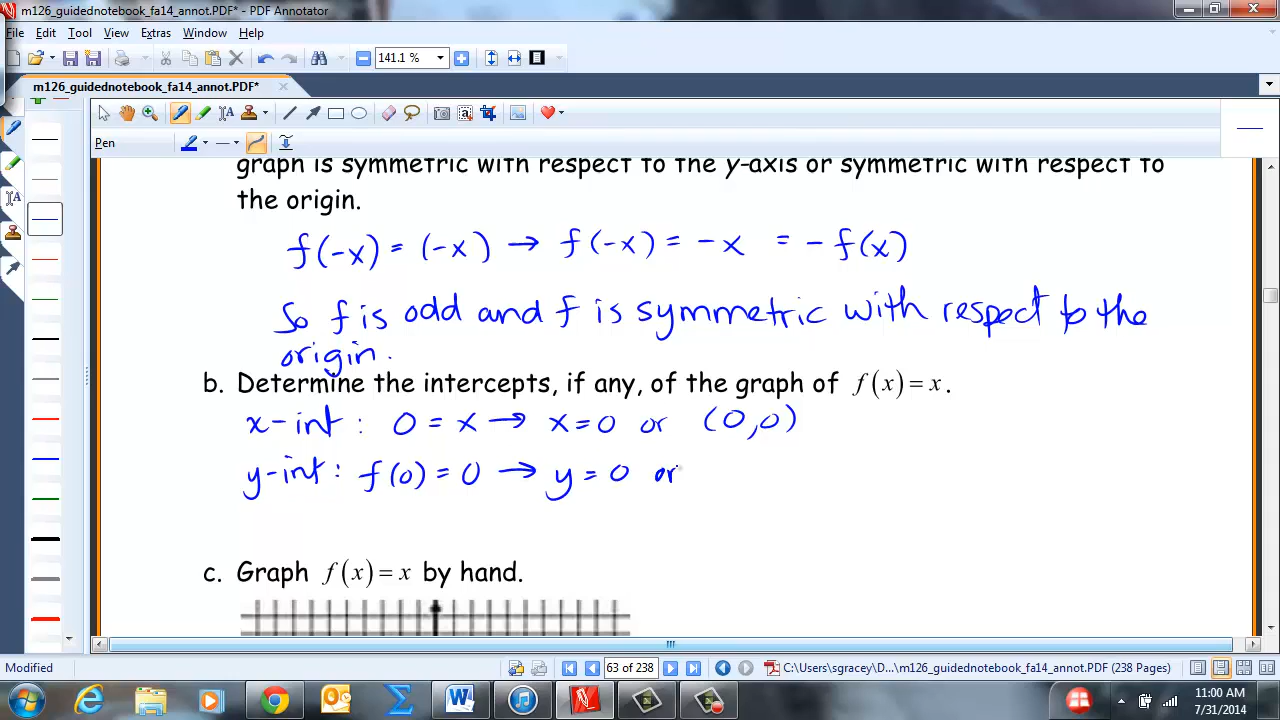 m126_guidednotebook_fa14_annot.PDF* - PDF Annotator
File Edit Tool View Extras Window Help
141.1 %
m126_guidednotebook_fa14_annot.PDF*
Pen
graph is symmetric with respect to the y-axis or symmetric with respect to
the origin.
f(-x) = (-x) → f(-x) = -x = -f(x)
So f is odd and f is symmetric with respect to the
origin.
b. Determine the intercepts, if any, of the graph of f(x) = x.
x-int: 0 = x → x = 0 or (0,0)
y-int: f(0) = 0 → y = 0 or
c. Graph f(x) = x by hand.
Modified
63 of 238
C:\Users\sgracey\D...\m126_guidednotebook_fa14_annot.PDF (238 Pages)
11:00 AM
7/31/2014